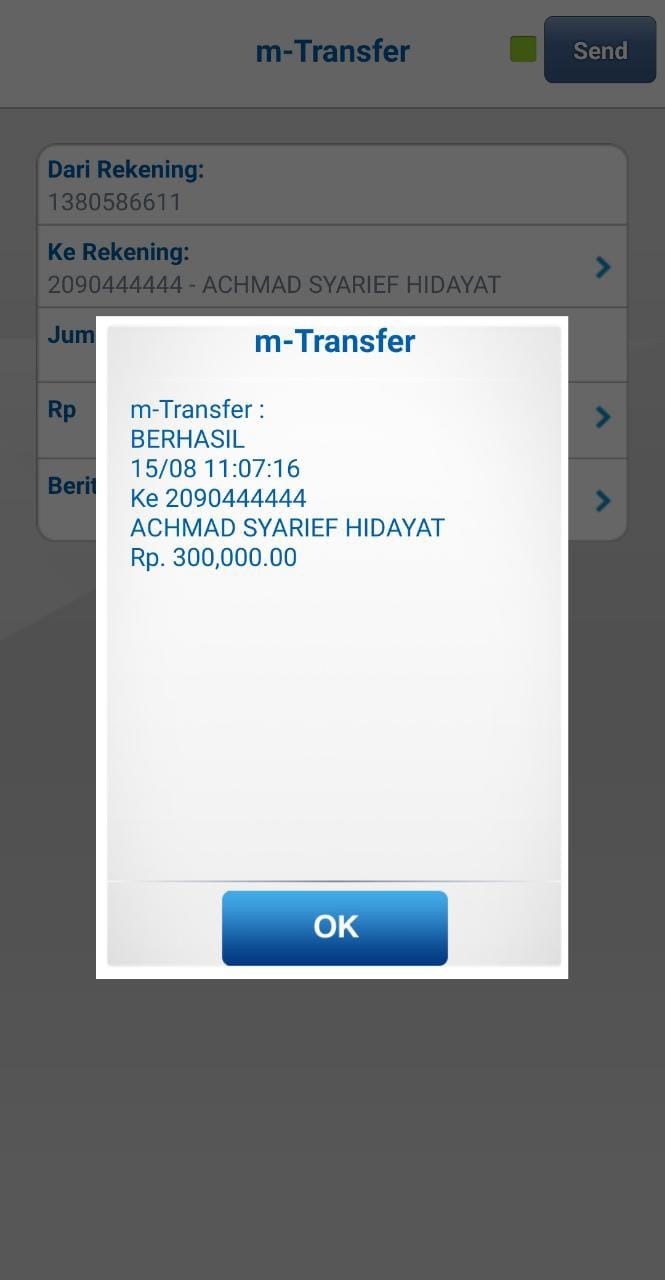 m-Transfer
Send
Dari Rekening:
1380586611
Ke Rekening:
2090444444 - ACHMAD SYARIEF HIDAYAT
Jum
Rp
Berit
m-Transfer
m-Transfer :
BERHASIL
15/08 11:07:16
Ke 2090444444
ACHMAD SYARIEF HIDAYAT
Rp. 300,000.00
OK